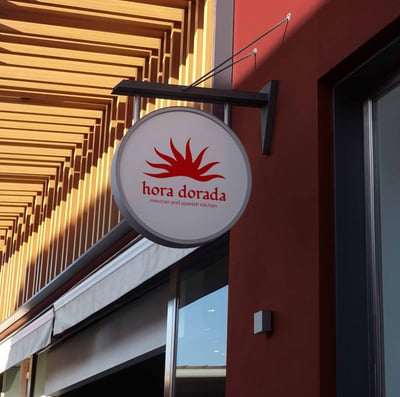 hora dorada
mexican and spanish kitchen